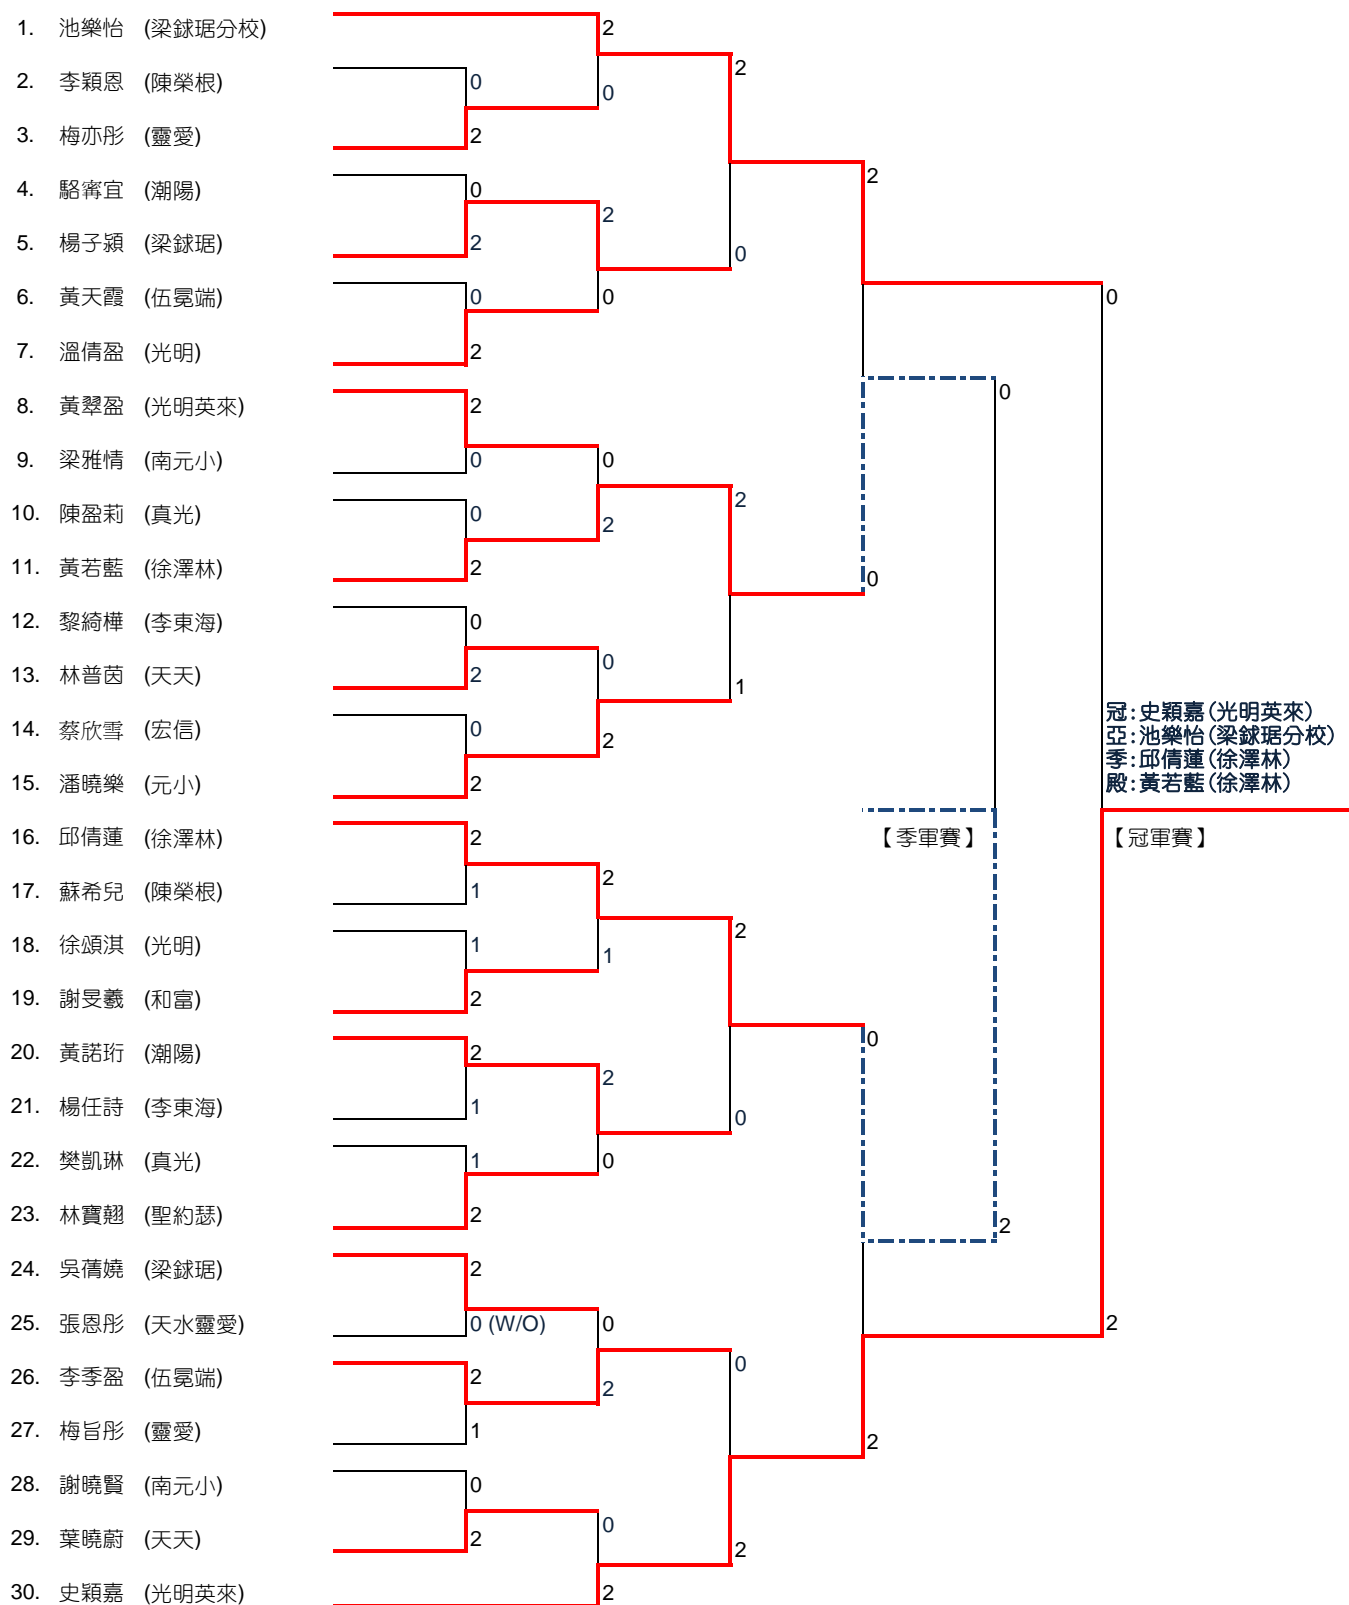 1. 池樂怡 (梁銶琚分校)
2
2
2. 李穎恩 (陳榮根)
0
0
3. 梅亦彤 (靈愛)
2
4. 駱寗宜 (潮陽)
0
2
2
5. 楊子潁 (梁銶琚)
2
0
6. 黃天霞 (伍冕端)
0
0
0
7. 溫倩盈 (光明)
2
0
8. 黃翠盈 (光明英來)
2
9. 梁雅情 (南元小)
0
0
10. 陳盈莉 (真光)
0
2
2
11. 黃若藍 (徐澤林)
2
0
12. 黎綺樺 (李東海)
0
13. 林普茵 (天天)
2
0
1
14. 蔡欣雪 (宏信)
0
2
冠:史穎嘉(光明英來)
亞:池樂怡(梁銶琚分校)
季:邱倩蓮(徐澤林)
殿:黃若藍(徐澤林)
15. 潘曉樂 (元小)
2
16. 邱倩蓮 (徐澤林)
2
【季軍賽】
【冠軍賽】
17. 蘇希兒 (陳榮根)
1
2
18. 徐頌淇 (光明)
1
1
2
19. 謝旻羲 (和富)
2
20. 黃諾珩 (潮陽)
2
2
0
21. 楊任詩 (李東海)
1
0
22. 樊凱琳 (真光)
1
0
23. 林寶翹 (聖約瑟)
2
2
24. 吳蒨嬈 (梁銶琚)
2
25. 張恩彤 (天水靈愛)
0 (W/O)
0
2
26. 李季盈 (伍冕端)
2
2
0
27. 梅旨彤 (靈愛)
1
2
28. 謝曉賢 (南元小)
0
29. 葉曉蔚 (天天)
2
0
2
30. 史穎嘉 (光明英來)
2